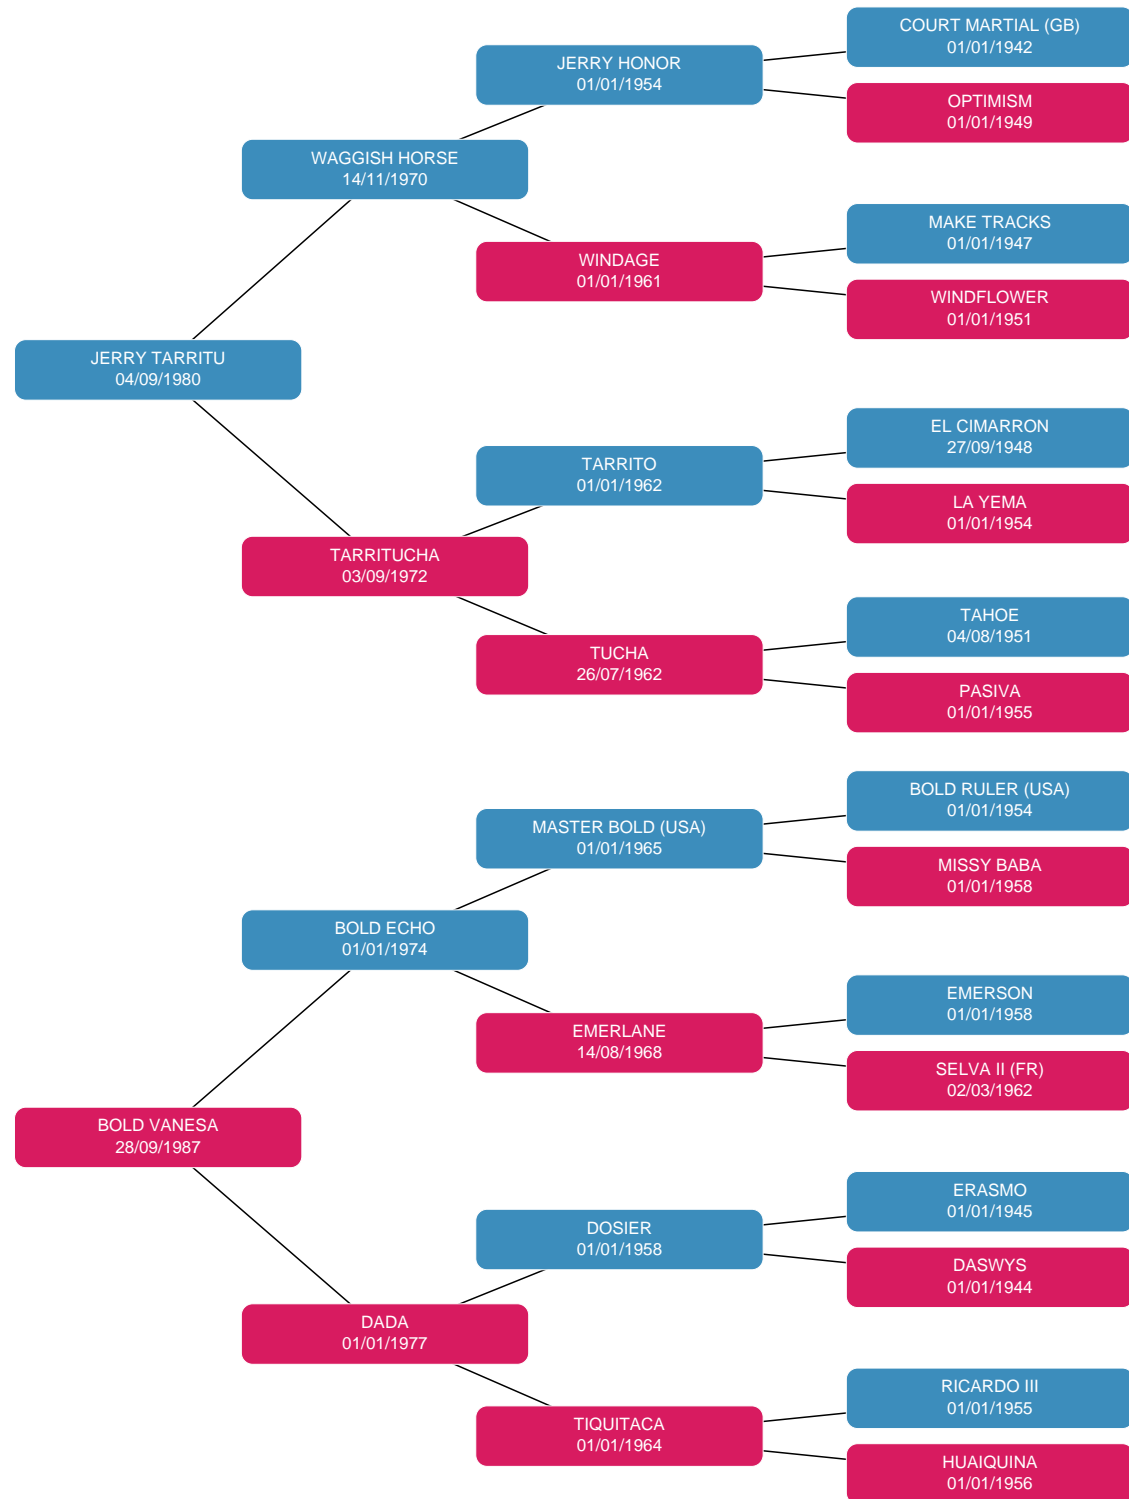 COURT MARTIAL (GB)
01/01/1942
JERRY HONOR
01/01/1954
OPTIMISM
01/01/1949
WAGGISH HORSE
14/11/1970
MAKE TRACKS
01/01/1947
WINDAGE
01/01/1961
WINDFLOWER
01/01/1951
JERRY TARRITU
04/09/1980
EL CIMARRON
27/09/1948
TARRITO
01/01/1962
LA YEMA
01/01/1954
TARRITUCHA
03/09/1972
TAHOE
04/08/1951
TUCHA
26/07/1962
PASIVA
01/01/1955
BOLD RULER (USA)
01/01/1954
MASTER BOLD (USA)
01/01/1965
MISSY BABA
01/01/1958
BOLD ECHO
01/01/1974
EMERSON
01/01/1958
EMERLANE
14/08/1968
SELVA II (FR)
02/03/1962
BOLD VANESA
28/09/1987
ERASMO
01/01/1945
DOSIER
01/01/1958
DASWYS
01/01/1944
DADA
01/01/1977
RICARDO III
01/01/1955
TIQUITACA
01/01/1964
HUAIQUINA
01/01/1956